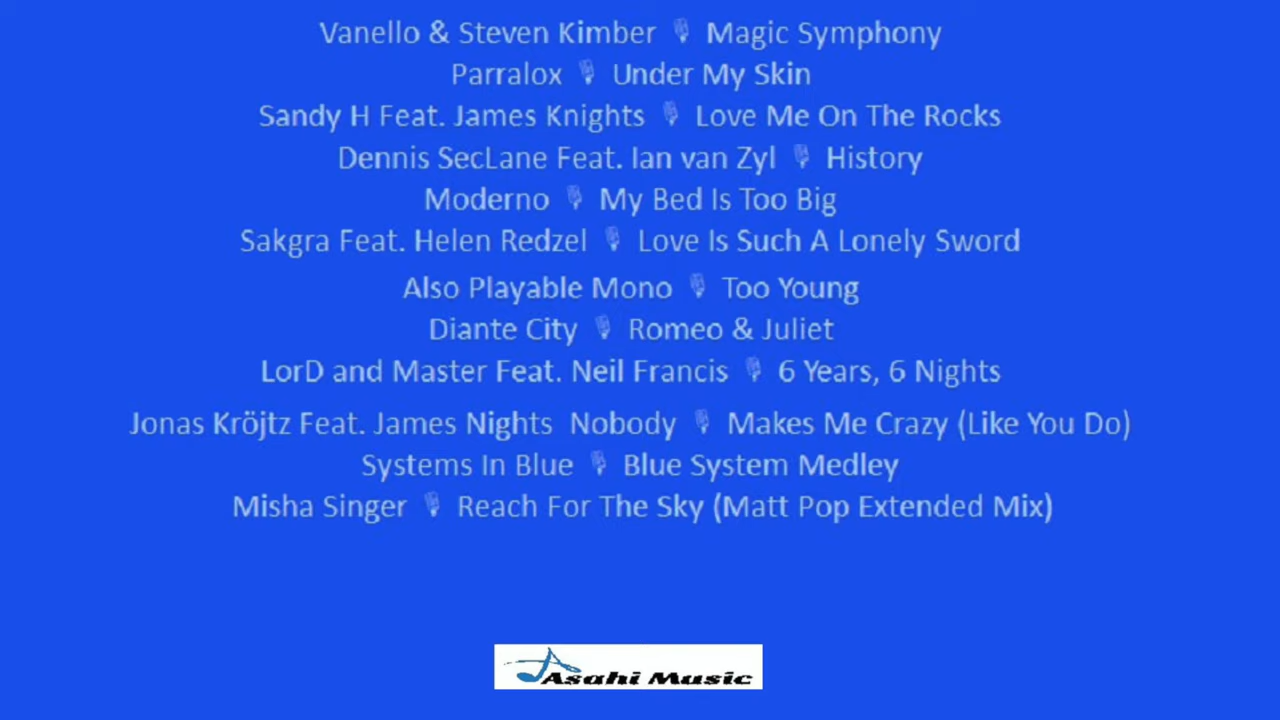 Vanello & Steven Kimber 🎙 Magic Symphony
Parralox 🎙 Under My Skin
Sandy H Feat. James Knights 🎙 Love Me On The Rocks
Dennis SecLane Feat. Ian van Zyl 🎙 History
Moderno 🎙 My Bed Is Too Big
Sakgra Feat. Helen Redzel 🎙 Love Is Such A Lonely Sword
Also Playable Mono 🎙 Too Young
Diante City 🎙 Romeo & Juliet
LorD and Master Feat. Neil Francis 🎙 6 Years, 6 Nights
Jonas Kröjtz Feat. James Nights Nobody 🎙 Makes Me Crazy (Like You Do)
Systems In Blue 🎙 Blue System Medley
Misha Singer 🎙 Reach For The Sky (Matt Pop Extended Mix)
Asahi Music